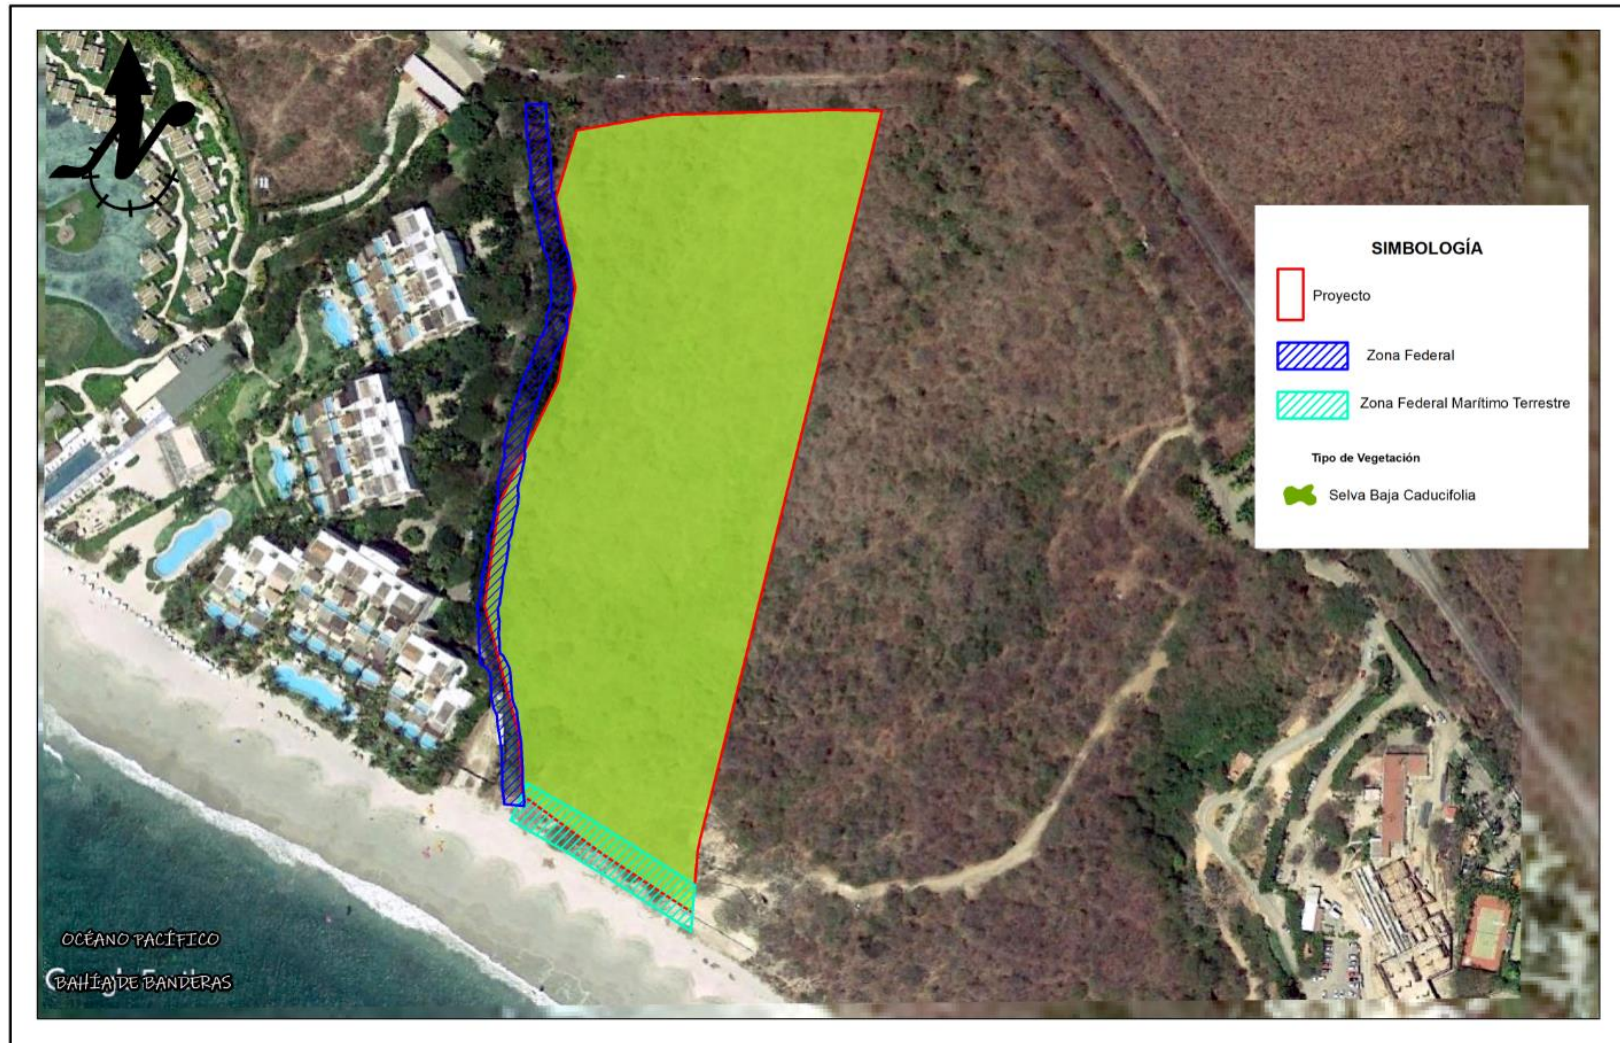 N
SIMBOLOGÍA
Proyecto
Zona Federal
Zona Federal Marítimo Terrestre
Tipo de Vegetación
Selva Baja Caducifolia
OCÉANO PACÍFICO
BAHÍA DE BANDERAS